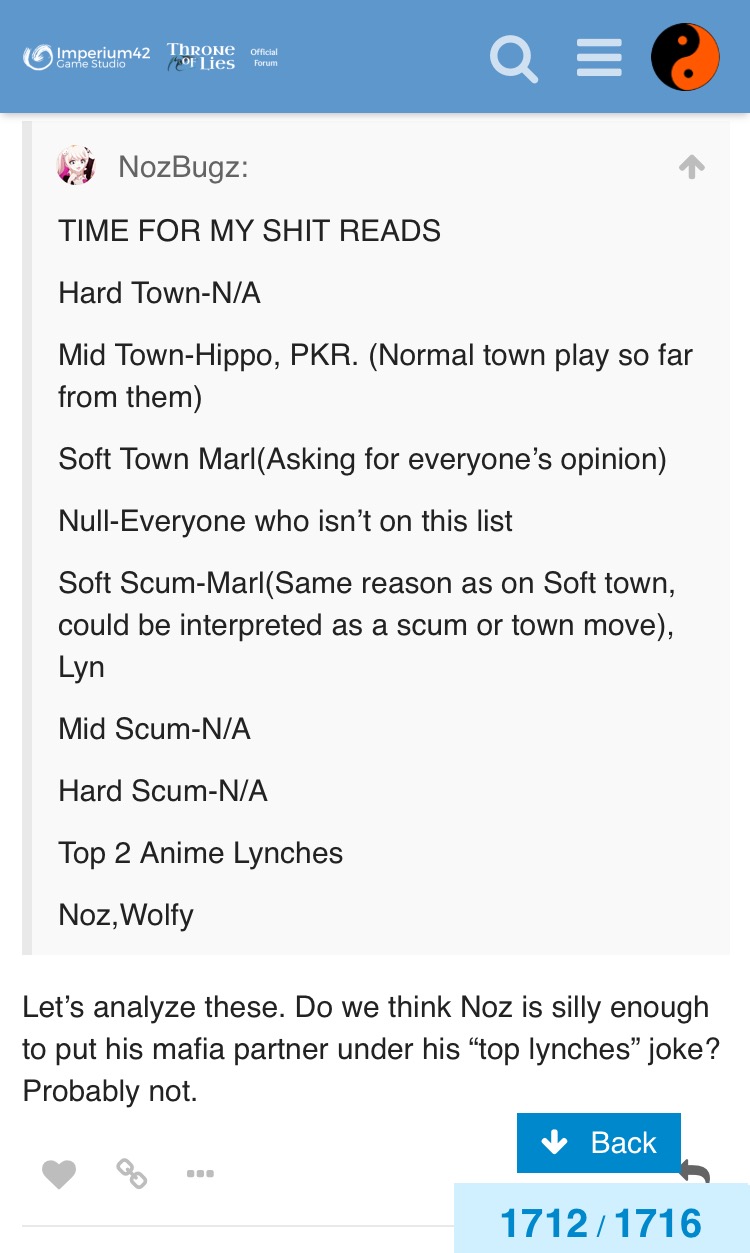 Imperium42
Game Studio
Throne of Lies
Official
Forum
NozBugz:
TIME FOR MY SHIT READS
Hard Town-N/A
Mid Town-Hippo, PKR. (Normal town play so far
from them)
Soft Town Marl(Asking for everyone’s opinion)
Null-Everyone who isn’t on this list
Soft Scum-Marl(Same reason as on Soft town,
could be interpreted as a scum or town move),
Lyn
Mid Scum-N/A
Hard Scum-N/A
Top 2 Anime Lynches
Noz,Wolfy
Let’s analyze these. Do we think Noz is silly enough
to put his mafia partner under his “top lynches” joke?
Probably not.
Back
1712 / 1716